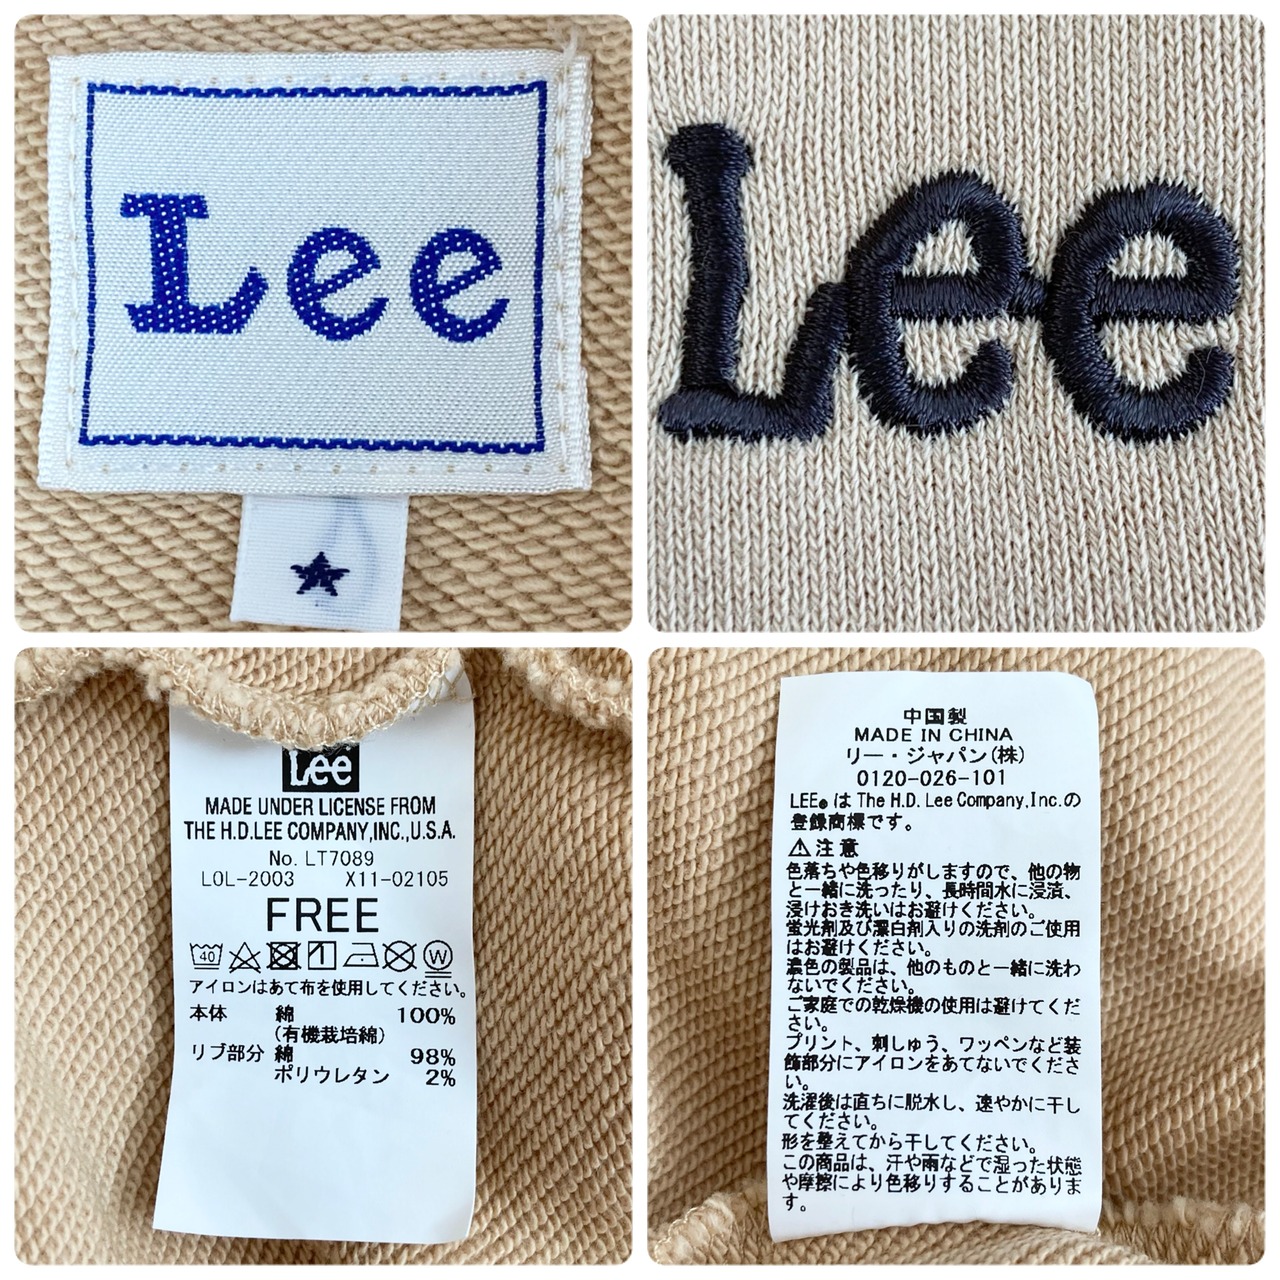 Lee
Lee
Lee
MADE UNDER LICENSE FROM
THE H.D.LEE COMPANY,INC.,U.S.A.
No. LT7089
LOL-2003 X11-02105
FREE
40 W
アイロンはあて布を使用してください。
本体 綿 100%
(有機栽培綿)
リブ部分 綿 98%
ポリウレタン 2%
中国製
MADE IN CHINA
リー・ジャパン(株)
0120-026-101
LEE®は The H.D. Lee Company,Inc.の
登録商標です。
⚠注意
色落ちや色移りがしますので、他の物
と一緒に洗ったり、長時間水に浸漬、
浸けおき洗いはお避けください。
蛍光剤及び漂白剤入りの洗剤のご使用
はお避けください。
濃色の製品は、他のものと一緒に洗わ
ないでください。
ご家庭での乾燥機の使用は避けてくだ
さい。
プリント、刺しゅう、ワッペンなど装
飾部分にアイロンをあてないでくださ
い。
洗濯後は直ちに脱水し、速やかに干し
てください。
形を整えてから干してください。
この商品は、汗や雨などで湿った状態
や摩擦により色移りすることがありま
す。